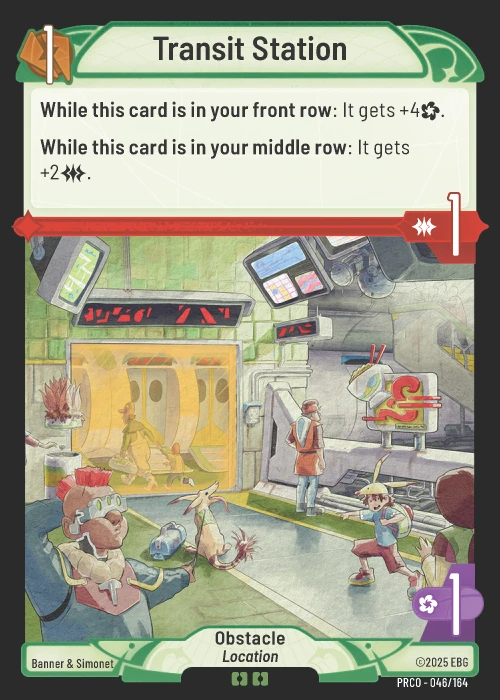 1
Transit Station
While this card is in your front row: It gets +4.
While this card is in your middle row: It gets
+2.
1
1
Obstacle
Location
Banner & Simonet
©2025 EBG
PRCO - 046/164